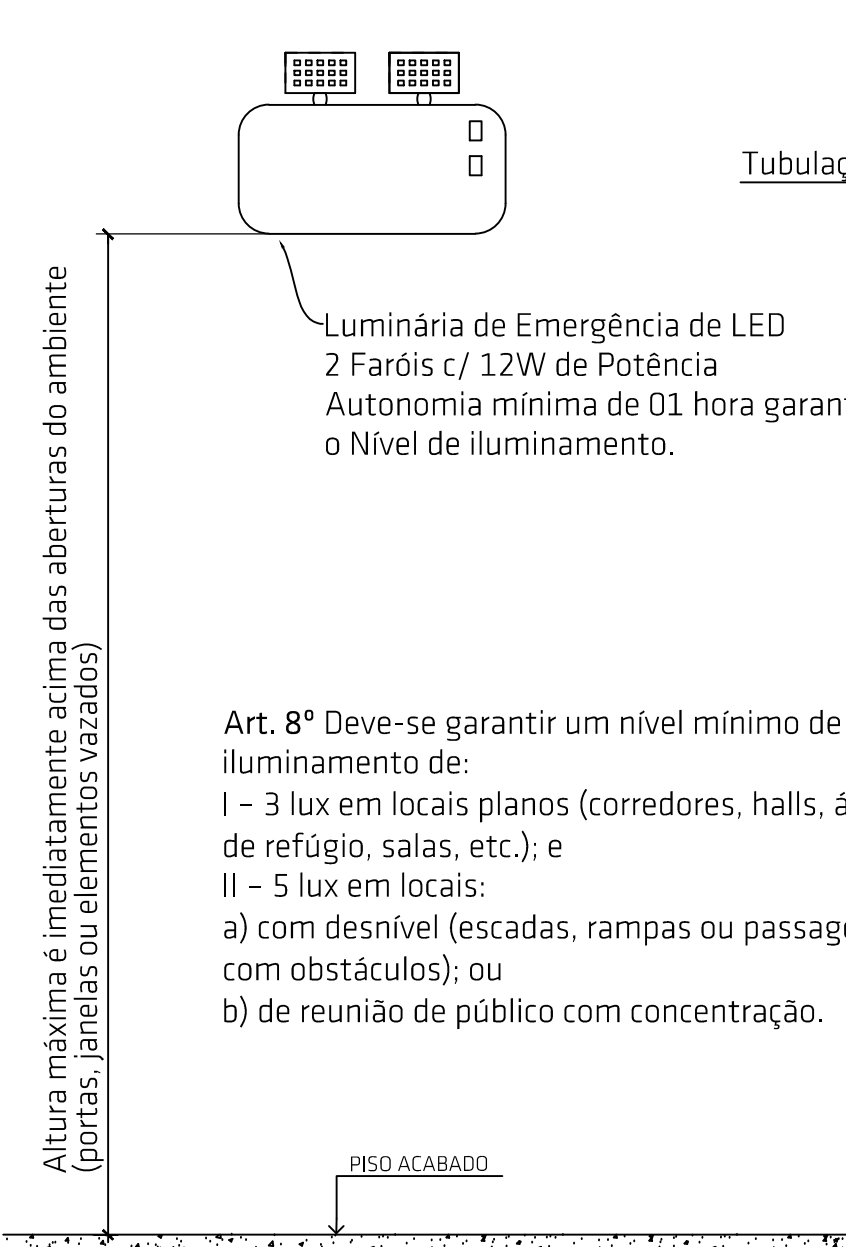 Tubulaç
Luminária de Emergência de LED
2 Faróis c/ 12W de Potência
Autonomia mínima de 01 hora garant
o Nível de iluminamento.
Altura máxima é imediatamente acima das aberturas do ambiente
(portas, janelas ou elementos vazados)
Art. 8º Deve-se garantir um nível mínimo de
iluminamento de:
I – 3 lux em locais planos (corredores, halls, á
de refúgio, salas, etc.); e
II – 5 lux em locais:
a) com desnível (escadas, rampas ou passage
com obstáculos); ou
b) de reunião de público com concentração.
PISO ACABADO